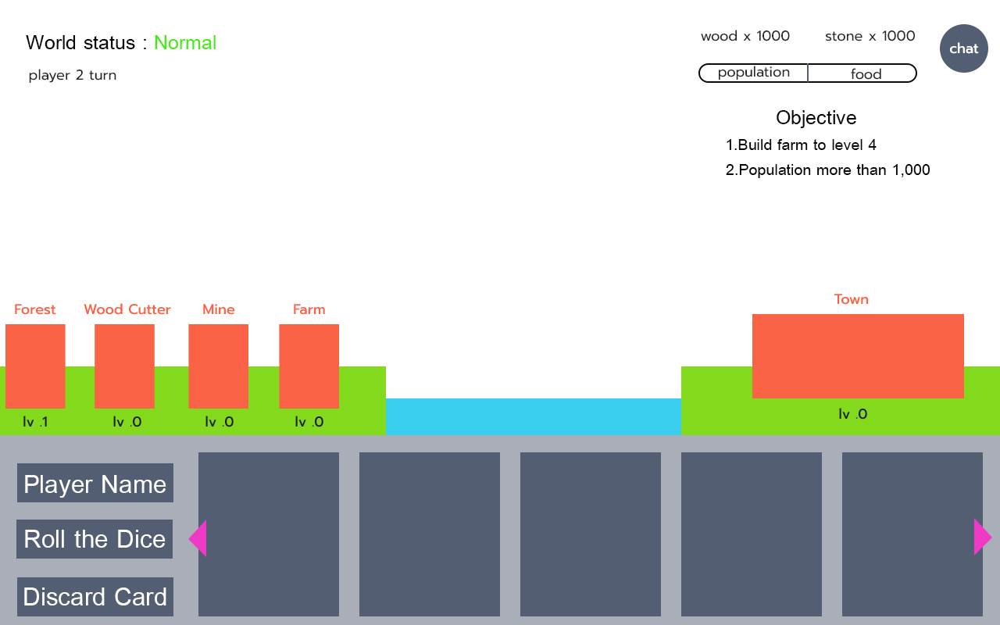 World status : Normal
player 2 turn
wood x 1000
stone x 1000
chat
population
food
Objective
1.Build farm to level 4
2.Population more than 1,000
Forest
Wood Cutter
Mine
Farm
Town
lv .1
lv .0
lv .0
lv .0
lv .0
Player Name
Roll the Dice
Discard Card